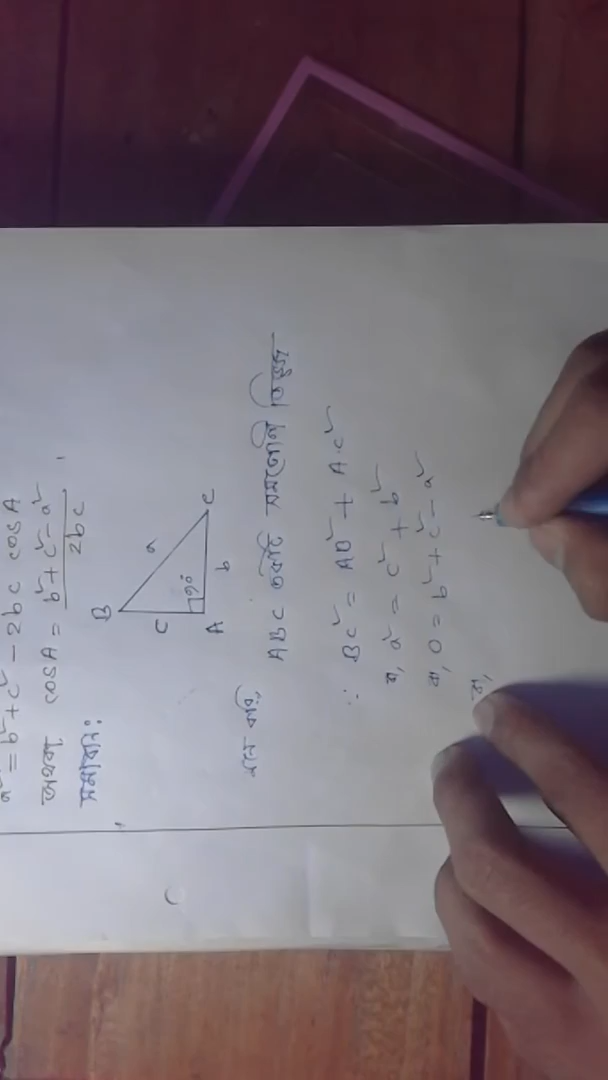 a² = b² + c² - 2bc cosA
অথবা cosA = b² + c² - a² / 2bc ।
সমাধান:
B
a
c
90°
A
b
C
মনে করি, ABC একটি সমকোণী ত্রিভুজ
∴ BC² = AB² + AC²
বা, a² = c² + b²
বা, 0 = b² + c² - a²
বা,